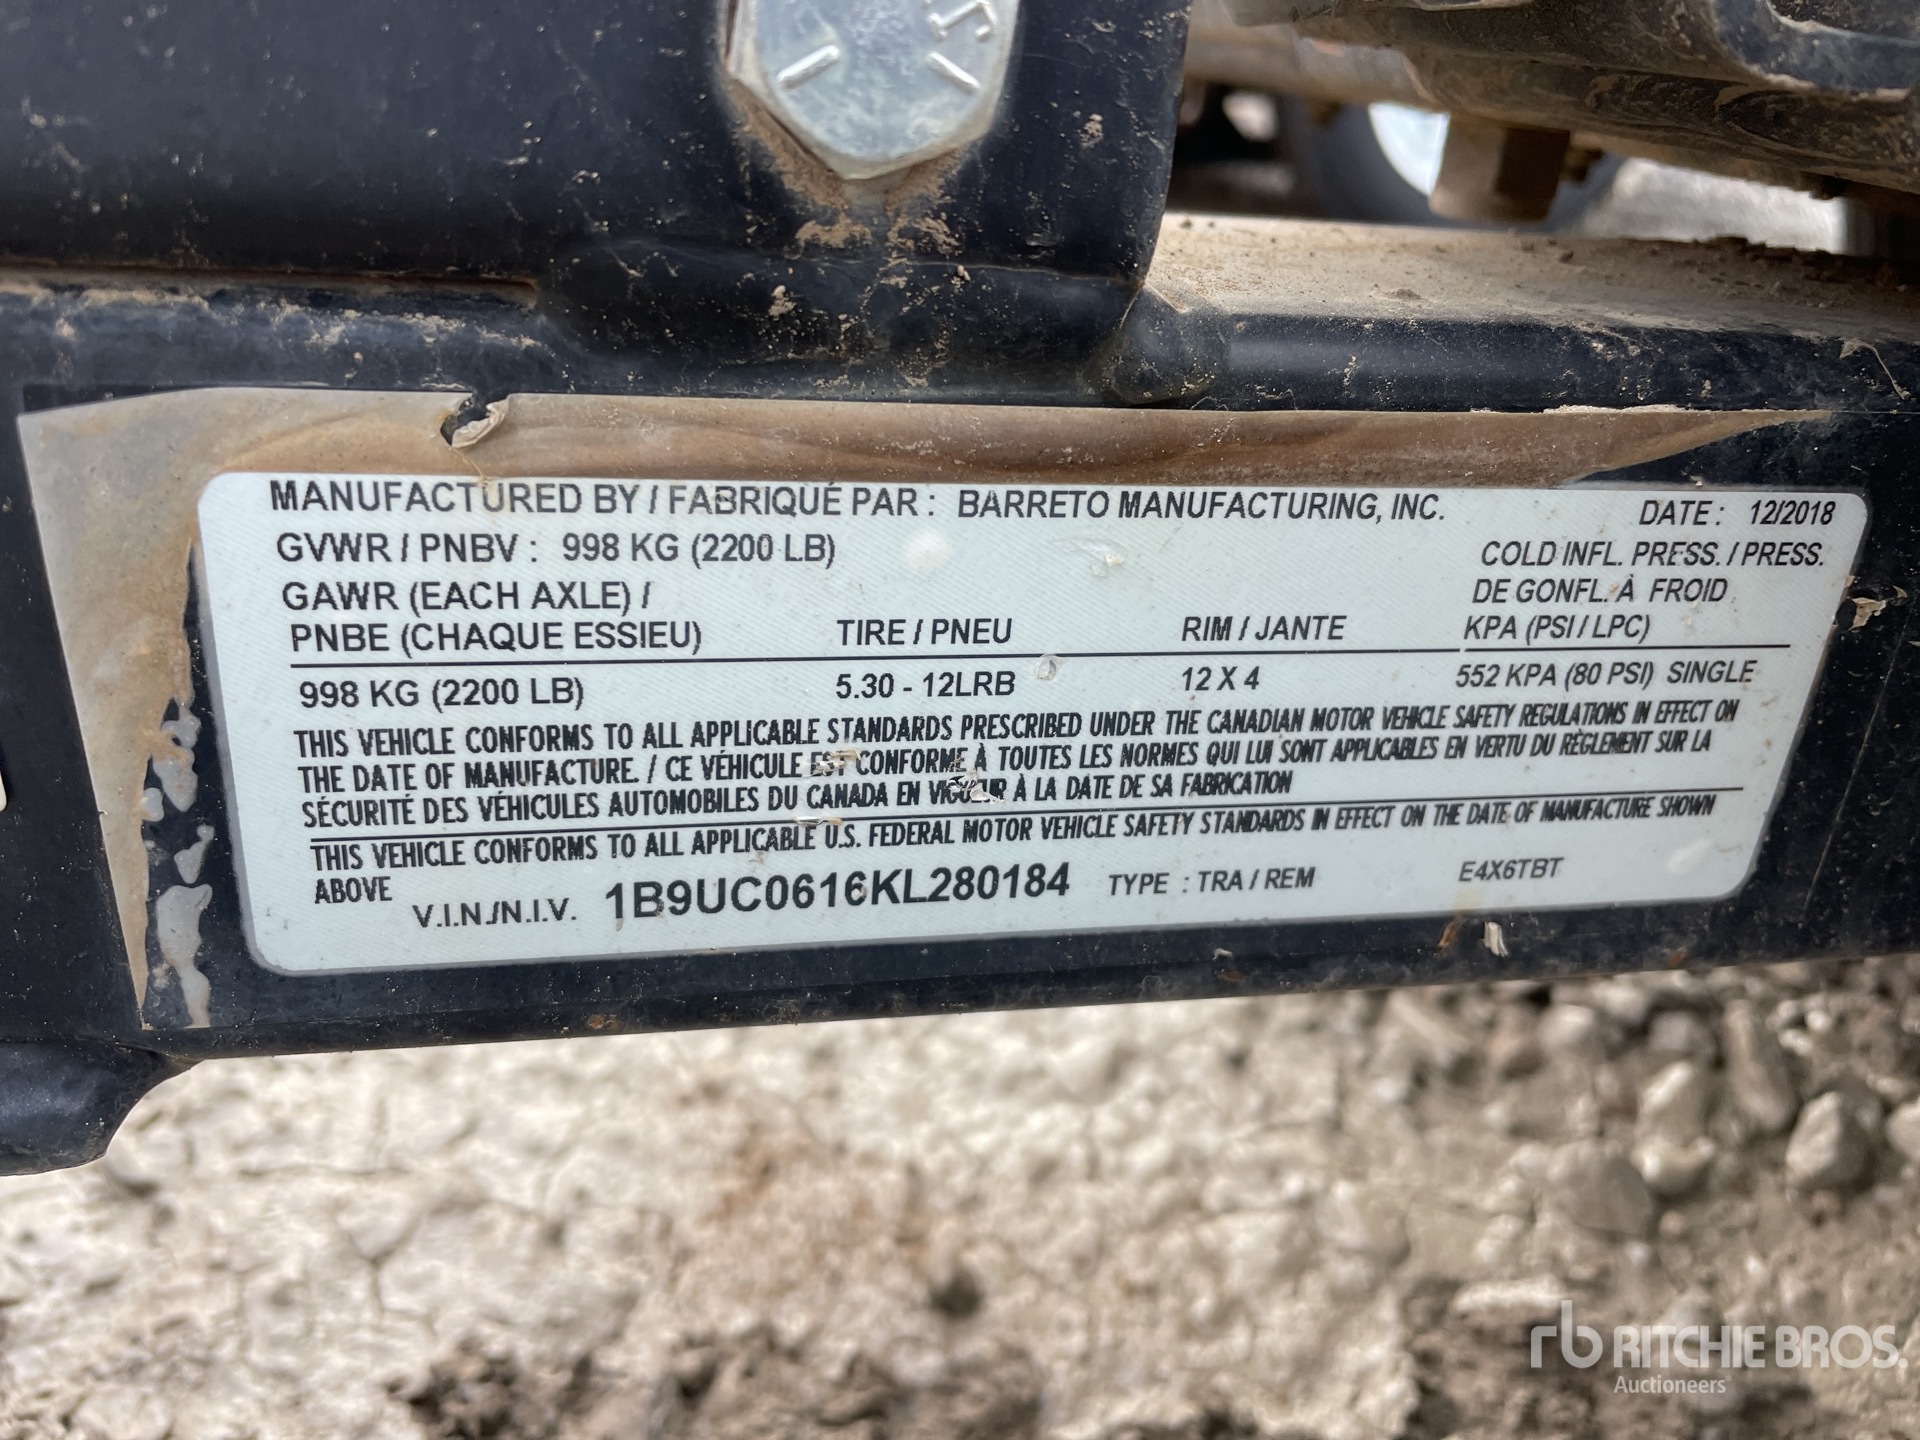 MANUFACTURED BY / FABRIQUÉ PAR : BARRETO MANUFACTURING, INC. DATE : 12/2018
GVWR / PNBV : 998 KG (2200 LB) COLD INFL. PRESS. / PRESS.
GAWR (EACH AXLE) / DE GONFL. À FROID
PNBE (CHAQUE ESSIEU) TIRE / PNEU RIM / JANTE KPA (PSI / LPC)
998 KG (2200 LB) 5.30 - 12LRB 12 X 4 552 KPA (80 PSI) SINGLE
THIS VEHICLE CONFORMS TO ALL APPLICABLE STANDARDS PRESCRIBED UNDER THE CANADIAN MOTOR VEHICLE SAFETY REGULATIONS IN EFFECT ON
THE DATE OF MANUFACTURE. / CE VÉHICULE EST CONFORME À TOUTES LES NORMES QUI LUI SONT APPLICABLES EN VERTU DU RÈGLEMENT SUR LA
SÉCURITÉ DES VÉHICULES AUTOMOBILES DU CANADA EN VIGUEUR À LA DATE DE SA FABRICATION
THIS VEHICLE CONFORMS TO ALL APPLICABLE U.S. FEDERAL MOTOR VEHICLE SAFETY STANDARDS IN EFFECT ON THE DATE OF MANUFACTURE SHOWN
ABOVE
V.I.N./N.I.V. 1B9UC0616KL280184 TYPE : TRA / REM E4X6TBT
rb RITCHIE BROS.
Auctioneers